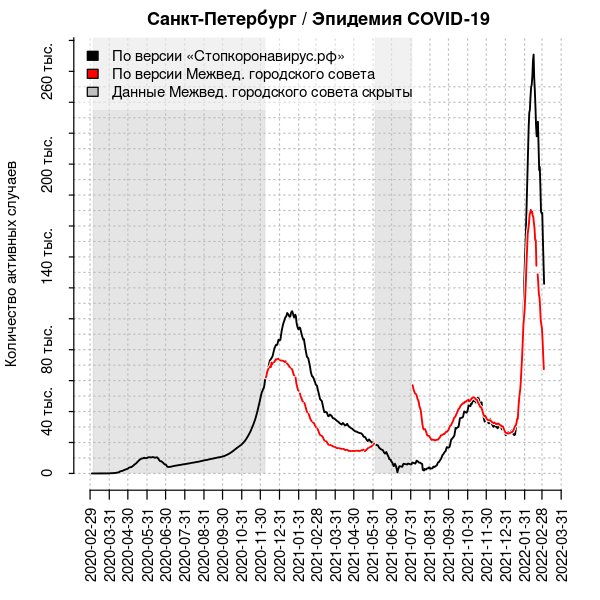 Санкт-Петербург / Эпидемия COVID-19
По версии «Стопкоронавирус.рф»
По версии Межвед. городского совета
Данные Межвед. городского совета скрыты
Количество активных случаев
260 тыс.
200 тыс.
140 тыс.
80 тыс.
40 тыс.
0
2020-02-29
2020-03-31
2020-04-30
2020-05-31
2020-06-30
2020-07-31
2020-08-31
2020-09-30
2020-10-31
2020-11-30
2020-12-31
2021-01-31
2021-02-28
2021-03-31
2021-04-30
2021-05-31
2021-06-30
2021-07-31
2021-08-31
2021-09-30
2021-10-31
2021-11-30
2021-12-31
2022-01-31
2022-02-28
2022-03-31